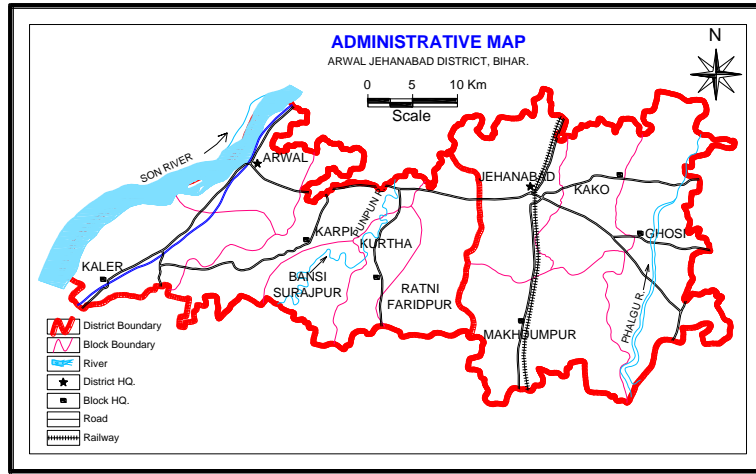 ADMINISTRATIVE MAP
ARWAL JEHANABAD DISTRICT, BIHAR.
0 5 10 Km
Scale
N
SON RIVER
ARWAL
JEHANABAD
KAKO
PUNPUN R.
KARPI
KURTHA
GHOSI
KALER
BANSI
SURAJPUR
RATNI
FARIDPUR
MAKHDUMPUR
PHALGU R.
District Boundary
Block Boundary
River
District HQ.
Block HQ.
Road
Railway